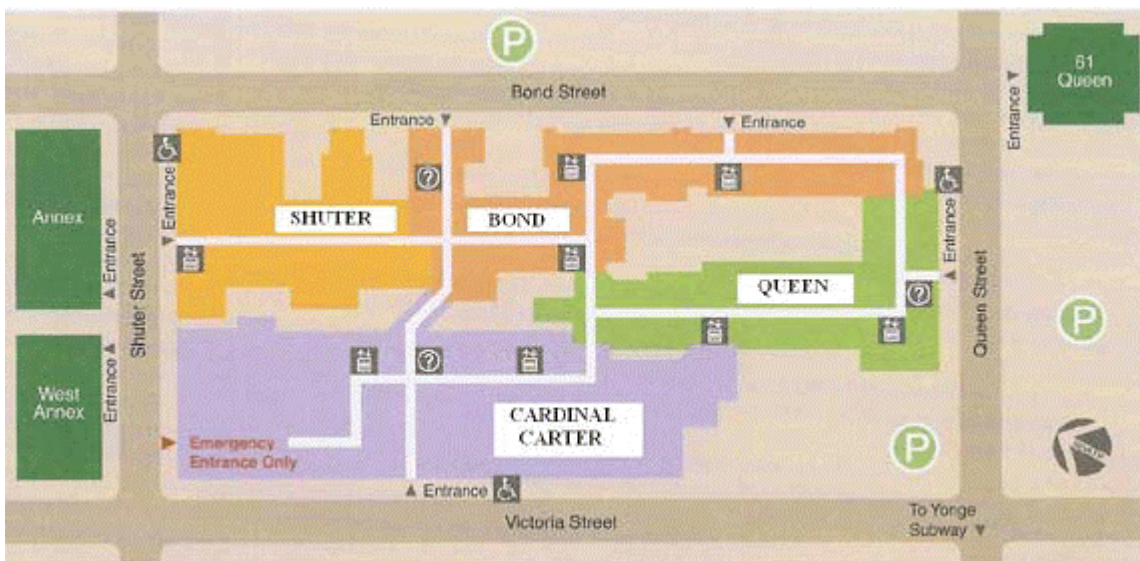 P
61
Queen
Entrance
Bond Street
Entrance
Entrance
?
Annex
Entrance
SHUTER
BOND
Entrance
Entrance
QUEEN
?
Shuter Street
Queen Street
P
Entrance
?
West
Annex
CARDINAL
CARTER
Emergency
Entrance Only
P
Entrance
Victoria Street
To Yonge
Subway